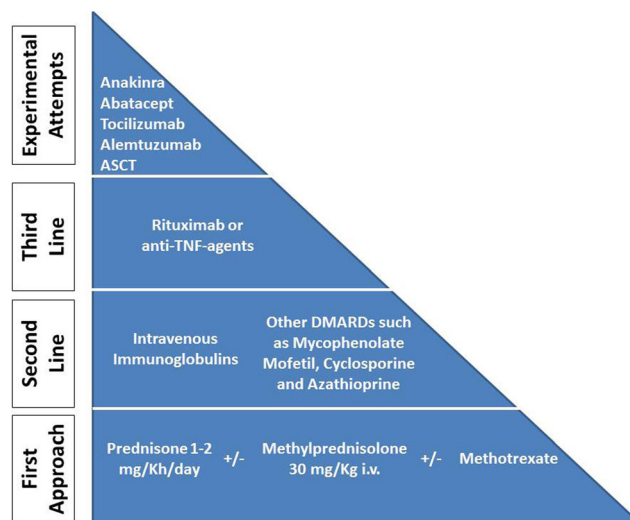 Experimental
Attempts
Anakinra
Abatacept
Tocilizumab
Alemtuzumab
ASCT
Third
Line
Rituximab or
anti-TNF-agents
Second
Line
Intravenous
Immunoglobulins
Other DMARDs such
as Mycophenolate
Mofetil, Cyclosporine
and Azathioprine
First
Approach
Prednisone 1-2
mg/Kh/day
+/-
Methylprednisolone
30 mg/Kg i.v.
+/-
Methotrexate